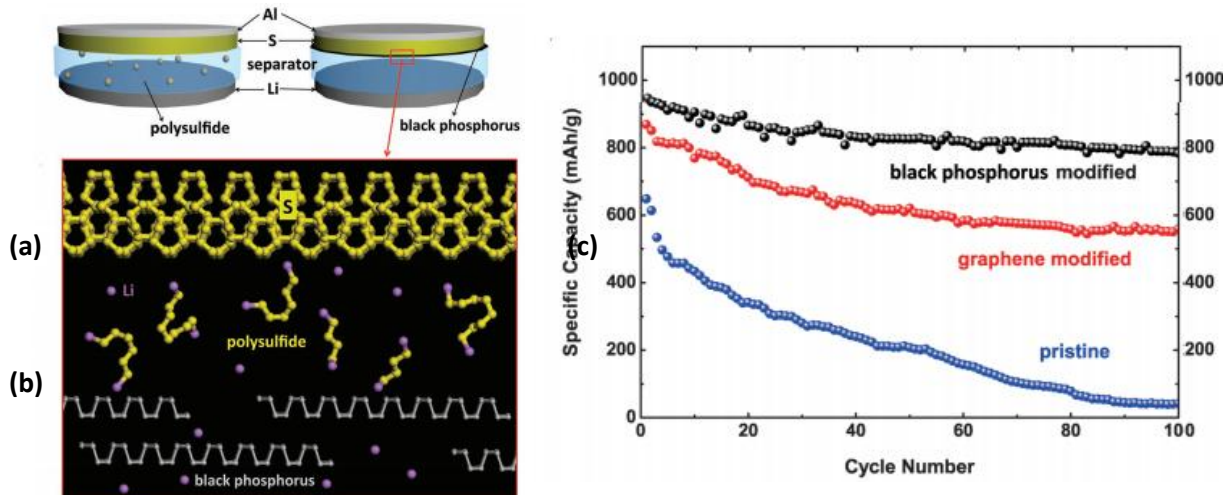 Al
S
separator
Li
polysulfide
black phosphorus
(a)
S
Li
polysulfide
(b)
black phosphorus
(c)
Specific Capacity (mAh/g)
1000
800
600
400
200
0
1000
800
600
400
200
black phosphorus modified
graphene modified
pristine
0 20 40 60 80 100
Cycle Number